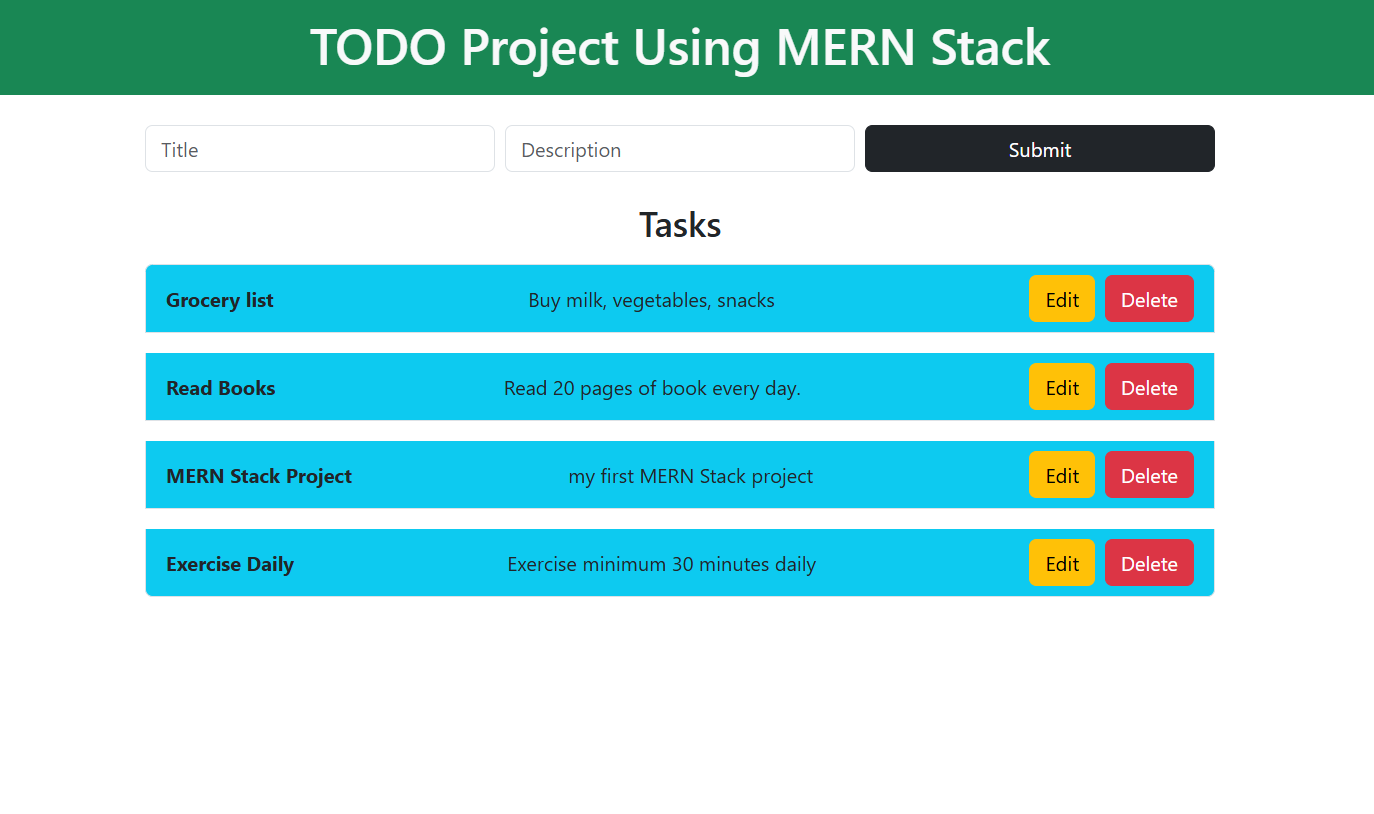 TODO Project Using MERN Stack
Title Description Submit
Tasks
Grocery list Buy milk, vegetables, snacks Edit Delete
Read Books Read 20 pages of book every day. Edit Delete
MERN Stack Project my first MERN Stack project Edit Delete
Exercise Daily Exercise minimum 30 minutes daily Edit Delete